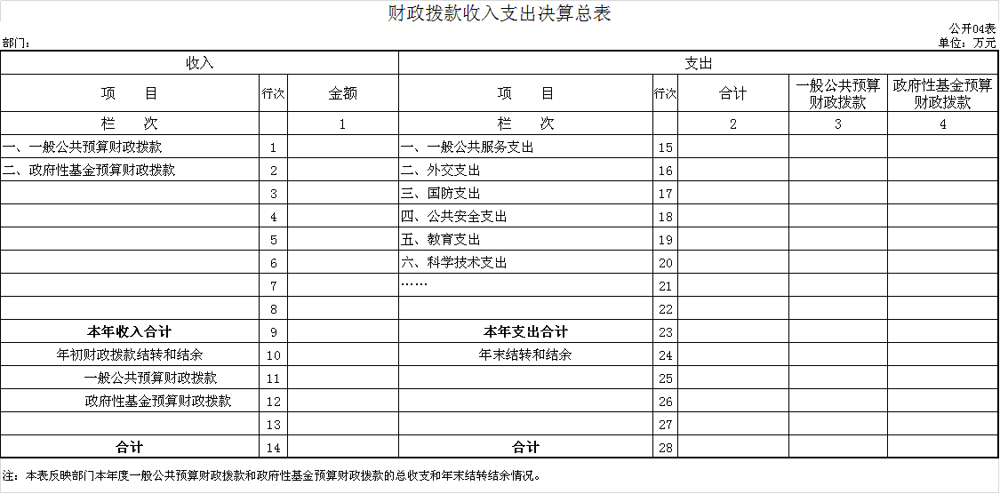 财政拨款收入支出决算总表
公开04表
部门： 单位：万元
收入 支出
项 目 行次 金额 项 目 行次 合计 一般公共预算财政拨款 政府性基金预算财政拨款
栏 次 1 栏 次 2 3 4
一、一般公共预算财政拨款 1 一、一般公共服务支出 15
二、政府性基金预算财政拨款 2 二、外交支出 16
3 三、国防支出 17
4 四、公共安全支出 18
5 五、教育支出 19
6 六、科学技术支出 20
7 …… 21
8 22
本年收入合计 9 本年支出合计 23
年初财政拨款结转和结余 10 年末结转和结余 24
一般公共预算财政拨款 11 25
政府性基金预算财政拨款 12 26
13 27
合计 14 合计 28
注：本表反映部门本年度一般公共预算财政拨款和政府性基金预算财政拨款的总收支和年末结转结余情况。